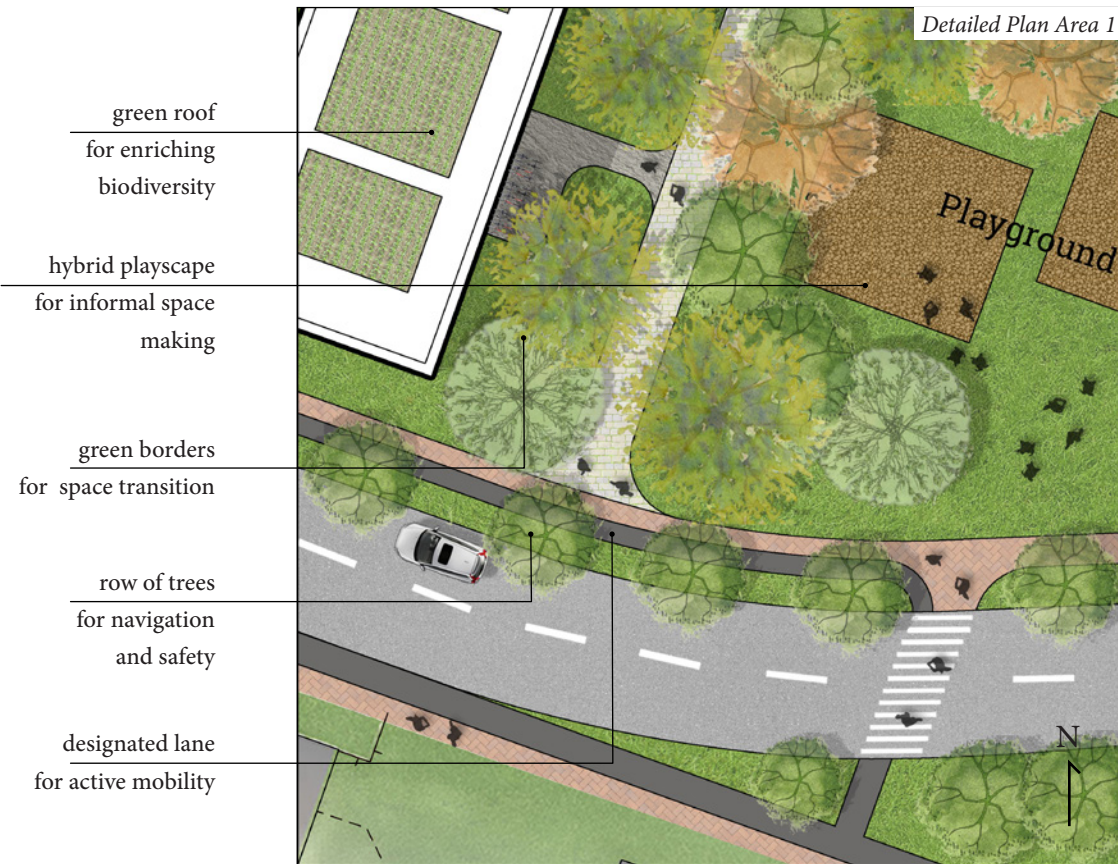 Detailed Plan Area 1
green roof
for enriching
biodiversity
Playground
hybrid playscape
for informal space
making
green borders
for space transition
row of trees
for navigation
and safety
designated lane
for active mobility
N